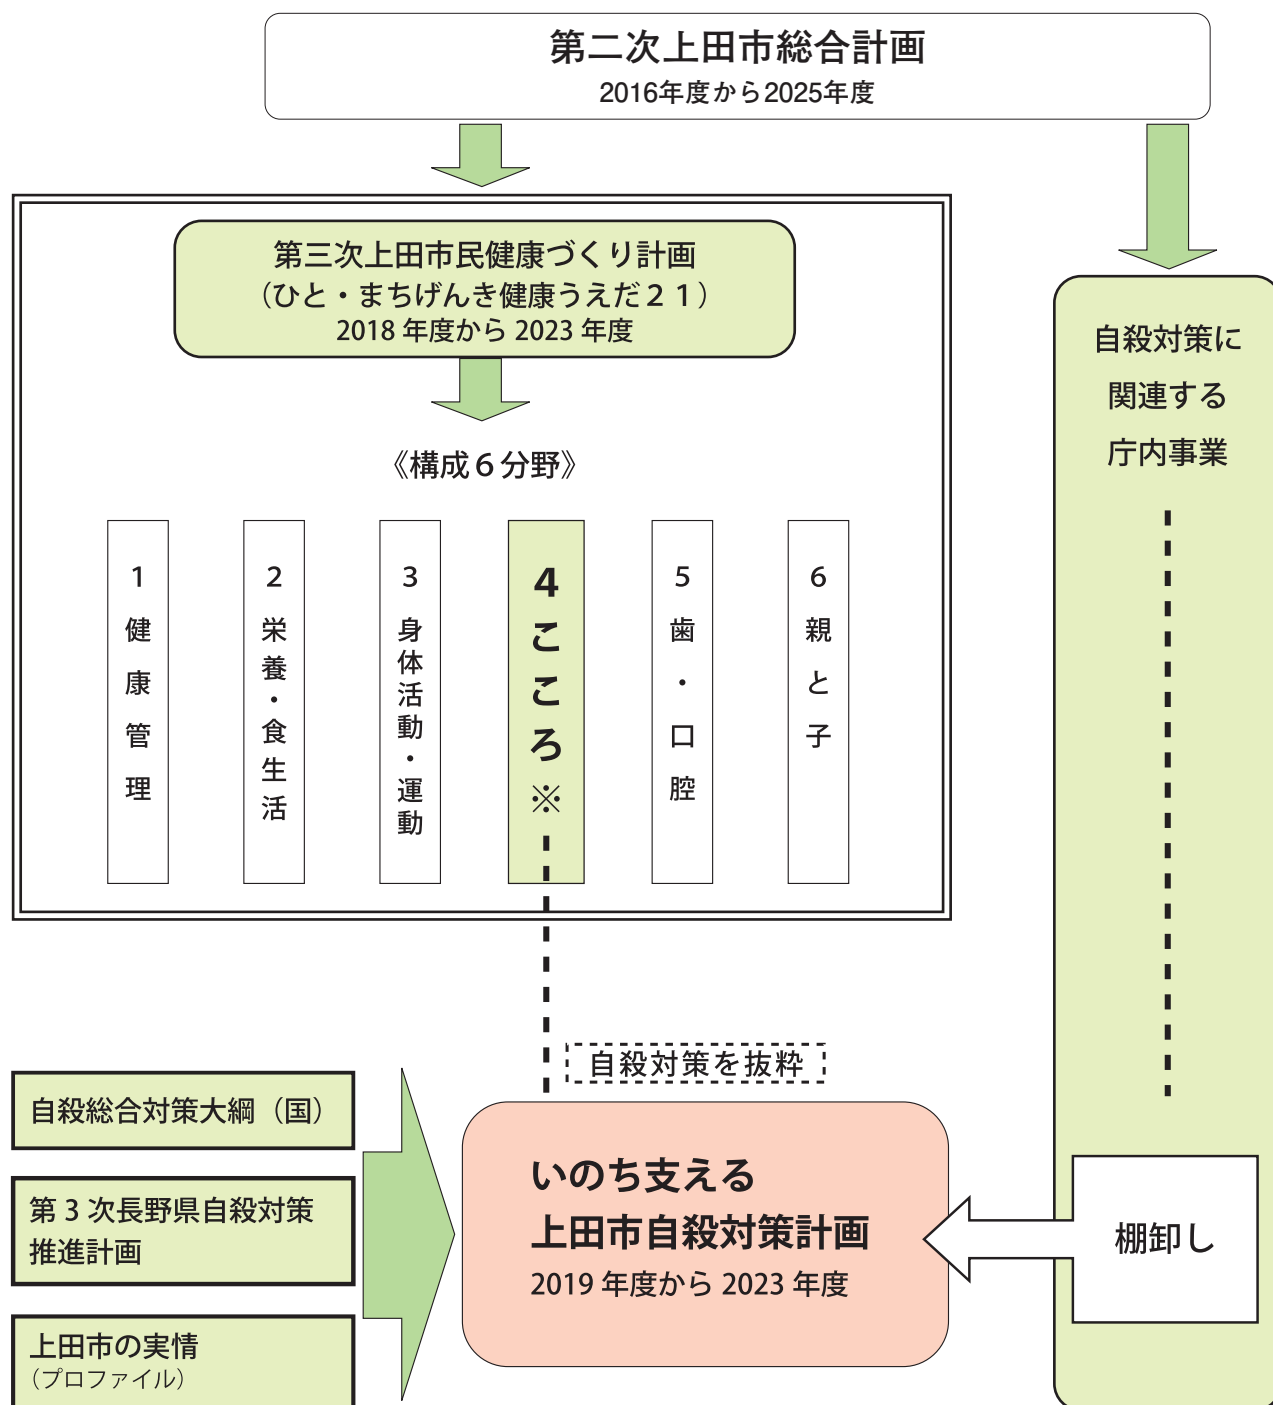 第二次上田市総合計画
2016年度から2025年度
第三次上田市民健康づくり計画
（ひと・まちげんき健康うえだ２１）
2018 年度から 2023 年度
《構成６分野》
1 健康管理
2 栄養・食生活
3 身体活動・運動
4 こころ※
5 歯・口腔
6 親と子
自殺対策に
関連する
庁内事業
自殺対策を抜粋
自殺総合対策大綱（国）
第 3 次長野県自殺対策
推進計画
上田市の実情
（プロファイル）
いのち支える
上田市自殺対策計画
2019 年度から 2023 年度
棚卸し